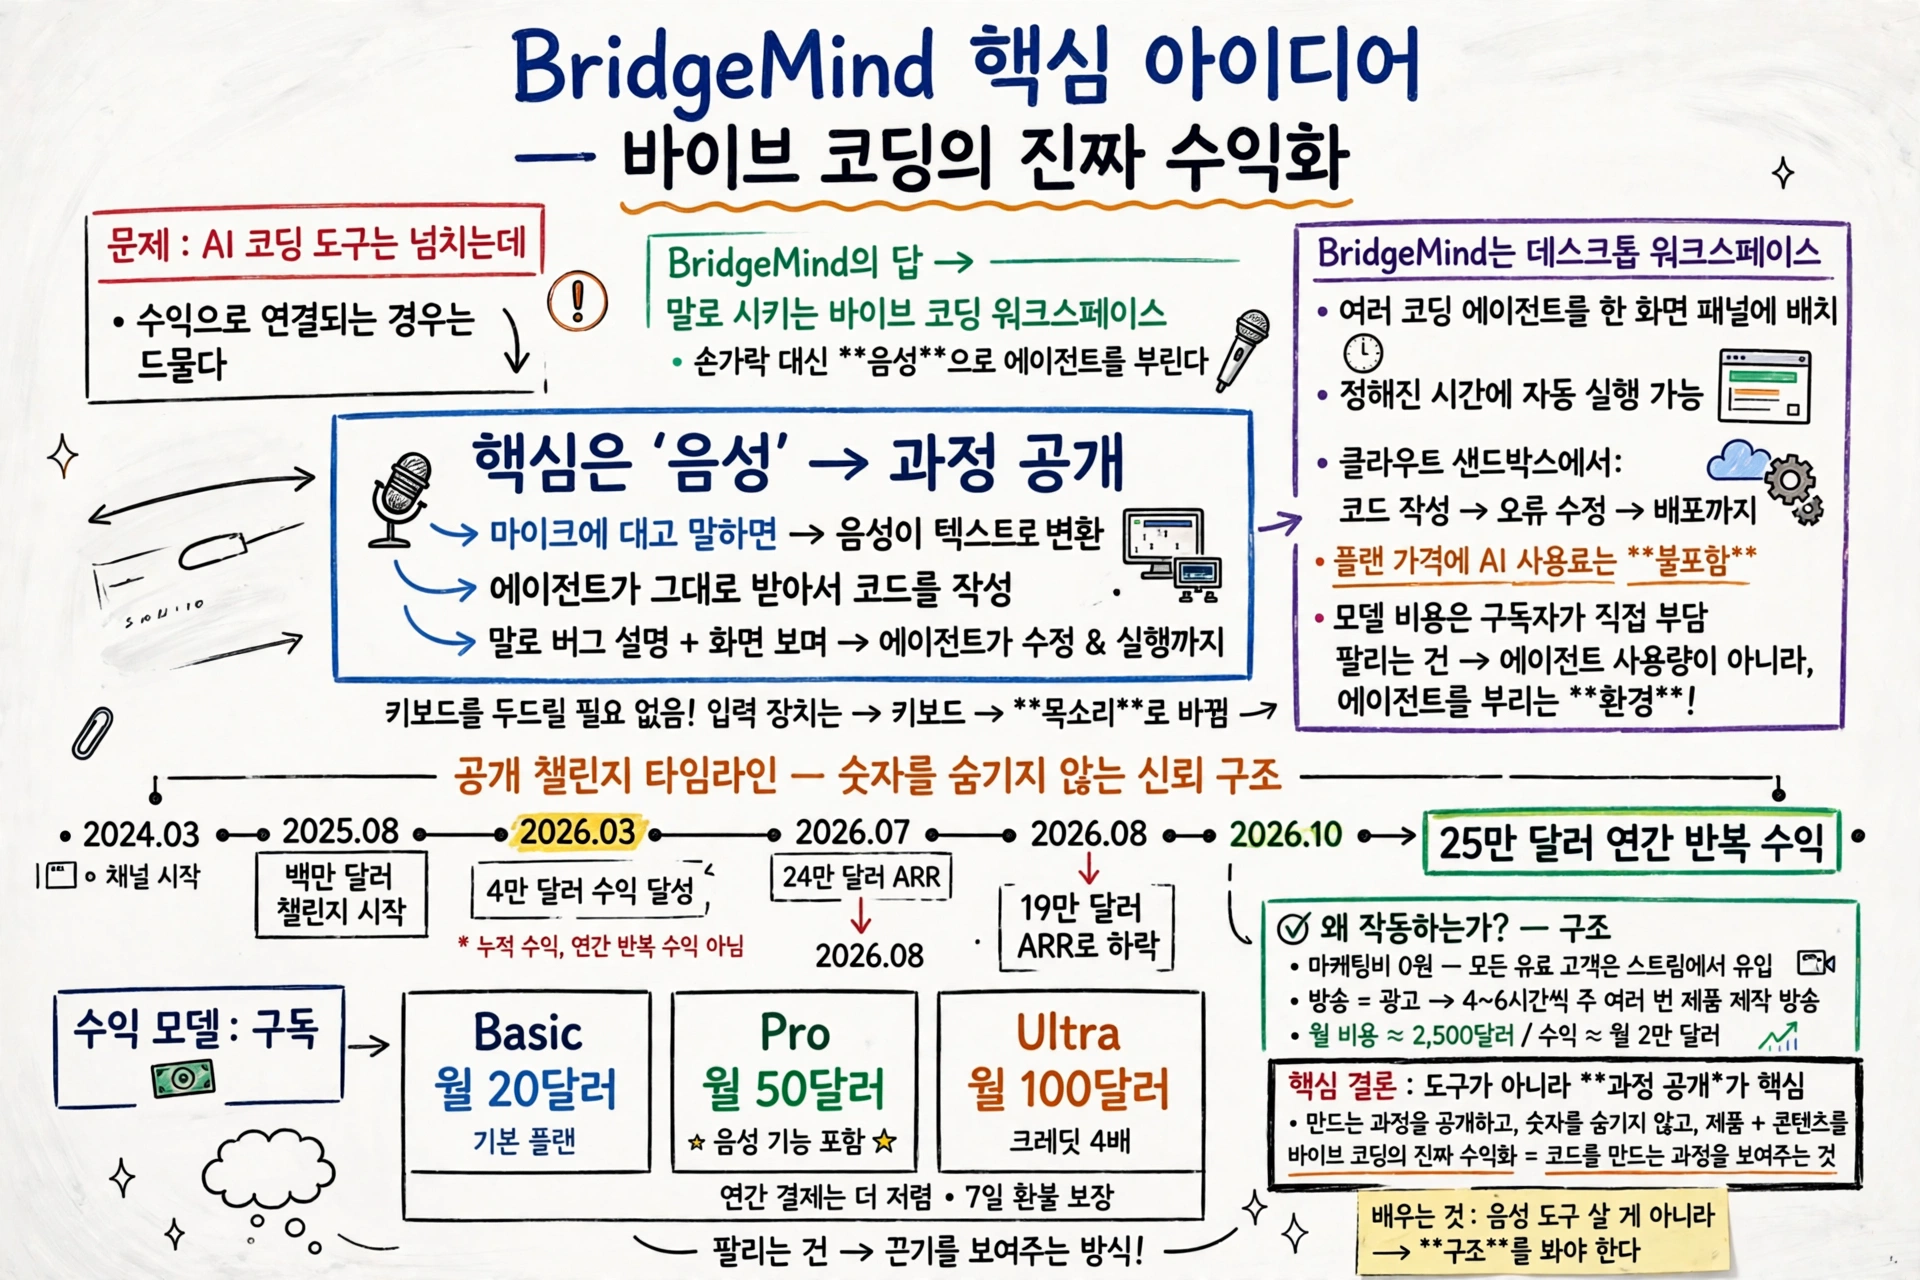 BridgeMind 핵심 아이디어
— 바이브 코딩의 진짜 수익화
문제 : AI 코딩 도구는 넘치는데
• 수익으로 연결되는 경우는
드물다
BridgeMind의 답 →
말로 시키는 바이브 코딩 워크스페이스
• 손가락 대신 **음성**으로 에이전트를 부린다
핵심은 ‘음성’ → 과정 공개
마이크에 대고 말하면 → 음성이 텍스트로 변환
에이전트가 그대로 받아서 코드를 작성
말로 버그 설명 + 화면 보며 → 에이전트가 수정 & 실행까지
키보드를 두드릴 필요 없음! 입력 장치는 → 키보드 → **목소리**로 바뀜
BridgeMind는 데스크톱 워크스페이스
• 여러 코딩 에이전트를 한 화면 패널에 배치
• 정해진 시간에 자동 실행 가능
• 클라우트 샌드박스에서:
코드 작성 → 오류 수정 → 배포까지
• 플랜 가격에 AI 사용료는 **불포함**
• 모델 비용은 구독자가 직접 부담
팔리는 건 → 에이전트 사용량이 아니라,
에이전트를 부리는 **환경**!
공개 챌린지 타임라인 — 숫자를 숨기지 않는 신뢰 구조
2024.03
채널 시작
2025.08
백만 달러
챌린지 시작
2026.03
4만 달러 수익 달성
* 누적 수익, 연간 반복 수익 아님
2026.07
24만 달러 ARR
2026.08
2026.08
19만 달러
ARR로 하락
2026.10
25만 달러 연간 반복 수익
왜 작동하는가? — 구조
• 마케팅비 0원 — 모든 유료 고객은 스트림에서 유입
• 방송 = 광고 → 4~6시간씩 주 여러 번 제품 제작 방송
• 월 비용 ≈ 2,500달러 / 수익 ≈ 월 2만 달러
수익 모델 : 구독
Basic
월 20달러
기본 플랜
Pro
월 50달러
음성 기능 포함
Ultra
월 100달러
크레딧 4배
연간 결제는 더 저렴 • 7일 환불 보장
팔리는 건 → 끈기를 보여주는 방식!
핵심 결론 : 도구가 아니라 **과정 공개*가 핵심
• 만드는 과정을 공개하고, 숫자를 숨기지 않고, 제품 + 콘텐츠를
바이브 코딩의 진짜 수익화 = 코드를 만드는 과정을 보여주는 것
배우는 것 : 음성 도구 살 게 아니라
→ **구조**를 봐야 한다